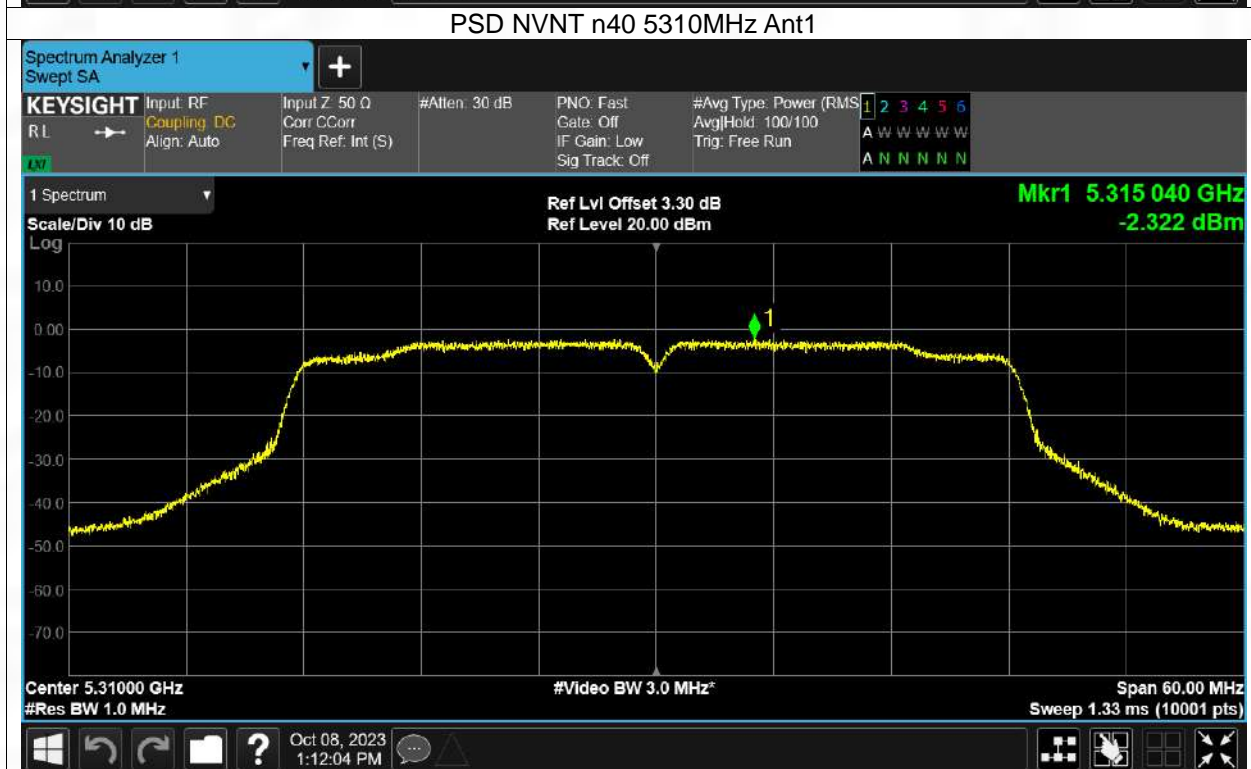 PSD NVNT n40 5310MHz Ant1
Spectrum Analyzer 1
Swept SA
KEYSIGHT
R L
LXI
Input: RF
Coupling: DC
Align: Auto
Input Z: 50 Ω
Corr CCorr
Freq Ref: Int (S)
#Atten: 30 dB
PNO: Fast
Gate: Off
IF Gain: Low
Sig Track: Off
#Avg Type: Power (RMS
Avg|Hold: 100/100
Trig: Free Run
1 2 3 4 5 6
A W W W W W
A N N N N N
1 Spectrum
Scale/Div 10 dB
Log
Ref Lvl Offset 3.30 dB
Ref Level 20.00 dBm
Mkr1 5.315 040 GHz
-2.322 dBm
10.0
0.00
-10.0
-20.0
-30.0
-40.0
-50.0
-60.0
-70.0
1
Center 5.31000 GHz
#Res BW 1.0 MHz
#Video BW 3.0 MHz*
Span 60.00 MHz
Sweep 1.33 ms (10001 pts)
?
Oct 08, 2023
1:12:04 PM